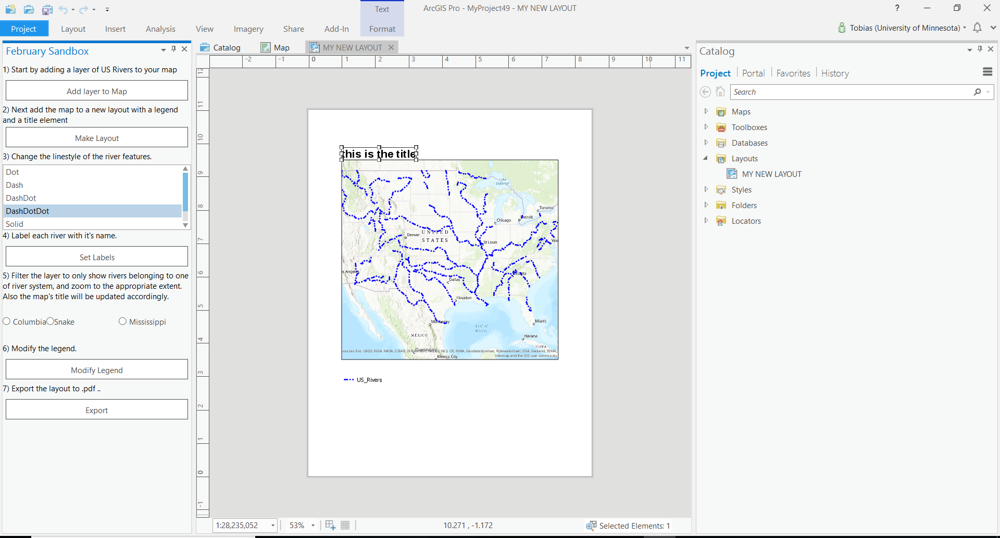 Text
ArcGIS Pro - MyProject49 - MY NEW LAYOUT
?
Project
Layout
Insert
Analysis
View
Imagery
Share
Add-In
Format
Tobias (University of Minnesota)
February Sandbox
1) Start by adding a layer of US Rivers to your map
Add layer to Map
2) Next add the map to a new layout with a legend
and a title element
Make Layout
3) Change the linestyle of the river features.
Dot
Dash
DashDot
DashDotDot
Solid
4) Label each river with it's name.
Set Labels
5) Filter the layer to only show rivers belonging to one
of river system, and zoom to the appropriate extent.
Also the map's title will be updated accordingly.
Columbia
Snake
Mississippi
6) Modify the legend.
Modify Legend
7) Export the layout to .pdf ..
Export
Catalog
Map
MY NEW LAYOUT
-2 -1 0 1 2 3 4 5 6 7 8 9 10 11
12
11
10
9
8
7
6
5
4
3
2
1
0
-1
this is the title
Lake
Superior
Toronto
Detroit
Chicago
UNITED
STATES
Denver
St Louis
Was
s Angeles
Atlanta
Dallas
Houston
Miami
Monterrey
Gulf of
Mexico
MÉXICO
Havana
CUBA
Guadalajara
Sources: Esri, USGS, NGA, NASA, CGIAR, N Robinson, NCEAS, NLS, OS, NMA, Geodatastyrelsen, Rijkswaterstaat, GSA, Geoland, FEMA,
Intermap and the GIS user community
Mexico City
US_Rivers
1:28,235,052
53%
10.271 , -1.172
Selected Elements: 1
Catalog
Project
Portal
Favorites
History
Search
Maps
Toolboxes
Databases
Layouts
MY NEW LAYOUT
Styles
Folders
Locators